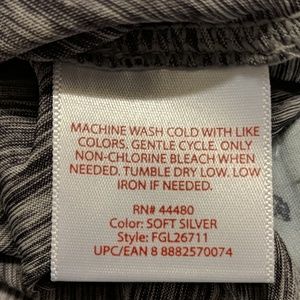 MACHINE WASH COLD WITH LIKE
COLORS. GENTLE CYCLE. ONLY
NON-CHLORINE BLEACH WHEN
NEEDED. TUMBLE DRY LOW. LOW
IRON IF NEEDED.
RN# 44480
Color: SOFT SILVER
Style: FGL26711
UPC/EAN 8 8882570074